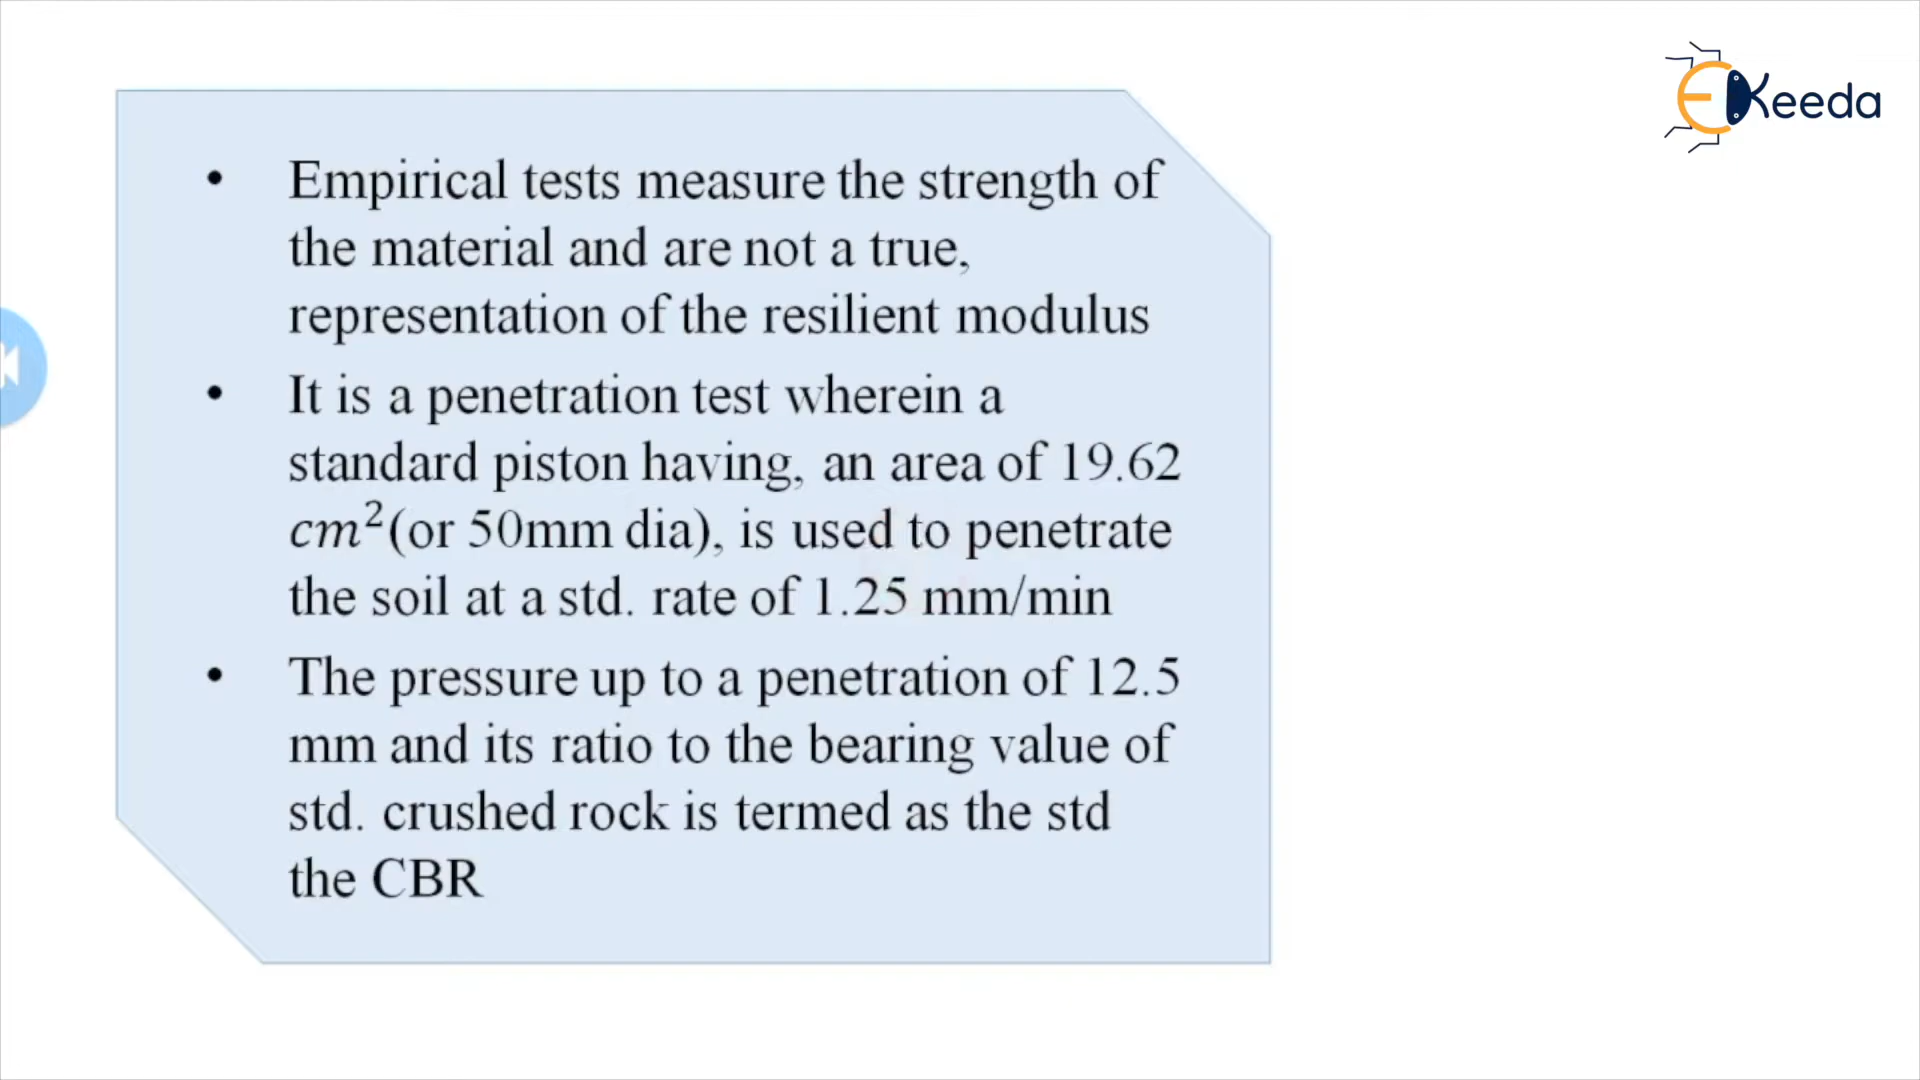 EKeeda
• Empirical tests measure the strength of
the material and are not a true,
representation of the resilient modulus
• It is a penetration test wherein a
standard piston having, an area of 19.62
cm²(or 50mm dia), is used to penetrate
the soil at a std. rate of 1.25 mm/min
• The pressure up to a penetration of 12.5
mm and its ratio to the bearing value of
std. crushed rock is termed as the std
the CBR